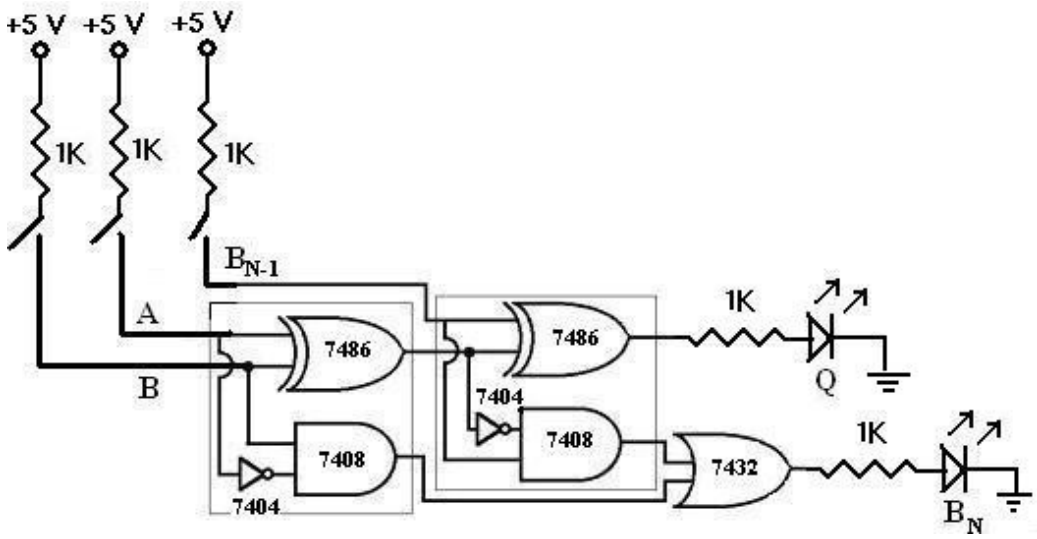 +5 V +5 V +5 V
1K 1K 1K
B_N-1
A
B
7486
7486
1K
Q
7404
7408
7404
7408
7432
1K
B_N